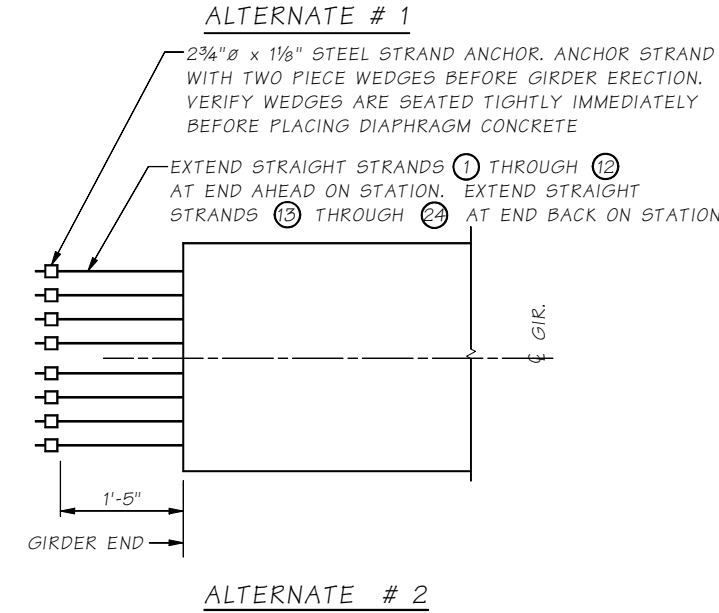 ALTERNATE # 1
2¾"ø x 1⅛" STEEL STRAND ANCHOR. ANCHOR STRAND
WITH TWO PIECE WEDGES BEFORE GIRDER ERECTION.
VERIFY WEDGES ARE SEATED TIGHTLY IMMEDIATELY
BEFORE PLACING DIAPHRAGM CONCRETE
EXTEND STRAIGHT STRANDS 1 THROUGH 12
AT END AHEAD ON STATION. EXTEND STRAIGHT
STRANDS 13 THROUGH 24 AT END BACK ON STATION
℄ GIR.
1'-5"
GIRDER END
ALTERNATE # 2